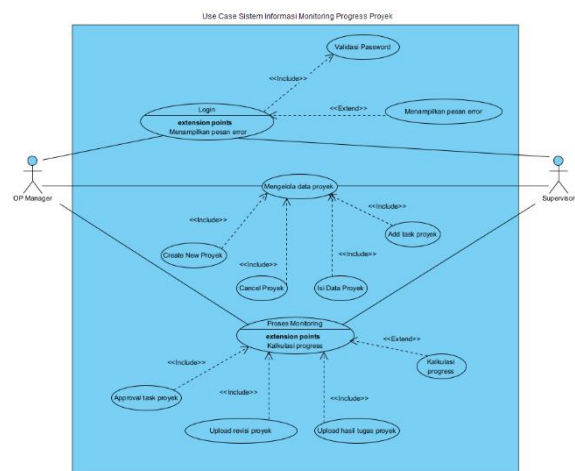 Use Case Sistem Informasi Monitoring Progress Proyek
Validasi Password
<<Include>>
Login
extension points
Menampilkan pesan error
<<Extend>>
Menampilkan pesan error
OP Manager
Supervisor
Mengelola data proyek
<<Include>>
<<Include>>
Add task proyek
Create New Proyek
<<Include>>
<<Include>>
Cancel Proyek
Isi Data Proyek
Proses Monitoring
extension points
Kalkutasi progress
<<Extend>>
Kalkutasi
progress
<<Include>>
<<Include>>
<<Include>>
Approval task proyek
Upload revisi proyek
Upload hasil tugas proyek